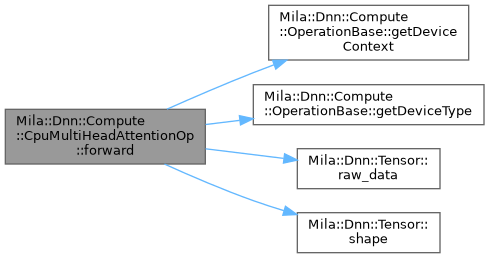 Mila::Dnn::Compute
::CpuMultiHeadAttentionOp
::forward
Mila::Dnn::Compute
::OperationBase::getDevice
Context
Mila::Dnn::Compute
::OperationBase::getDeviceType
Mila::Dnn::Tensor::
raw_data
Mila::Dnn::Tensor::
shape